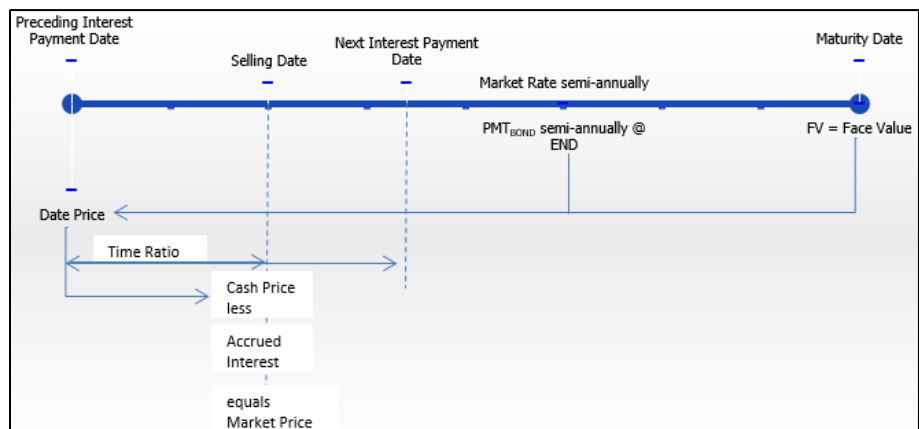 Preceding Interest
Payment Date
Selling Date
Next Interest Payment
Date
Maturity Date
Market Rate semi-annually
PMTBOND semi-annually @
END
FV = Face Value
Date Price
Time Ratio
Cash Price
less
Accrued
Interest
equals
Market Price